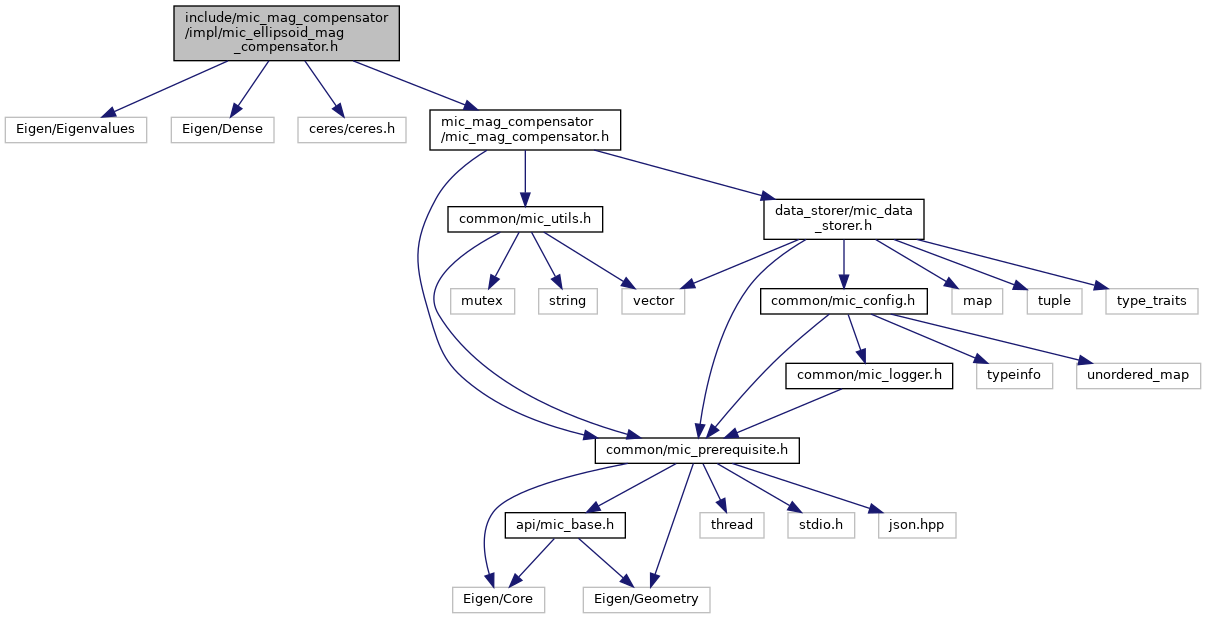 include/mic_mag_compensator
/impl/mic_ellipsoid_mag
_compensator.h
Eigen/Eigenvalues
Eigen/Dense
ceres/ceres.h
mic_mag_compensator
/mic_mag_compensator.h
common/mic_utils.h
data_storer/mic_data
_storer.h
mutex
string
vector
common/mic_config.h
map
tuple
type_traits
common/mic_logger.h
typeinfo
unordered_map
common/mic_prerequisite.h
api/mic_base.h
thread
stdio.h
json.hpp
Eigen/Core
Eigen/Geometry